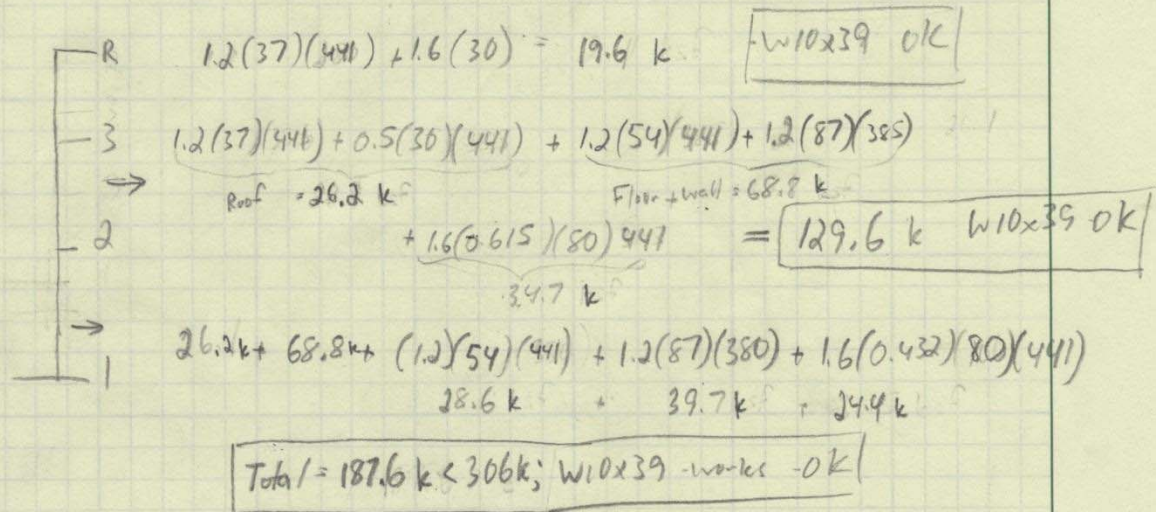 R 1.2(37)(441) + 1.6(30) = 19.6 k -W10x39 OK
3 1.2(37)(441) + 0.5(30)(441) + 1.2(54)(441) + 1.2(87)(385)
Roof = 26.2 k Floor + wall = 68.8 k
2 + 1.6(0.615)(80) 441 = 129.6 k W10x39 OK
34.7 k
1 26.2k + 68.8k + (1.2)(54)(441) + 1.2(87)(380) + 1.6(0.432)(80)(441)
28.6 k 39.7 k 24.4 k
Total = 187.6 k < 306k; W10x39 -works -OK